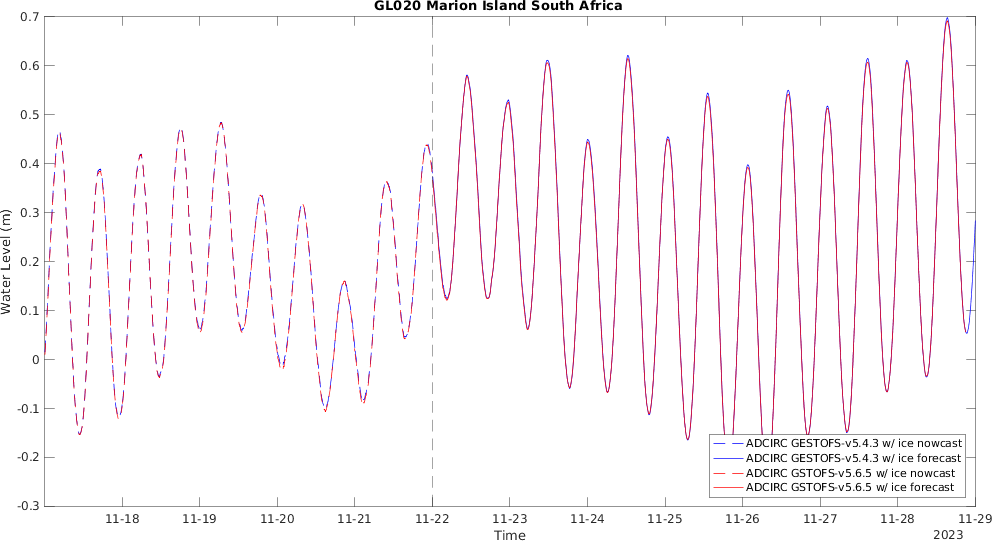 GL020 Marion Island South Africa
Water Level (m)
0.7
0.6
0.5
0.4
0.3
0.2
0.1
0
-0.1
-0.2
-0.3
ADCIRC GESTOFS-v5.4.3 w/ ice nowcast
ADCIRC GESTOFS-v5.4.3 w/ ice forecast
ADCIRC GSTOFS-v5.6.5 w/ ice nowcast
ADCIRC GSTOFS-v5.6.5 w/ ice forecast
11-18 11-19 11-20 11-21 11-22 11-23 11-24 11-25 11-26 11-27 11-28 11-29
Time
2023